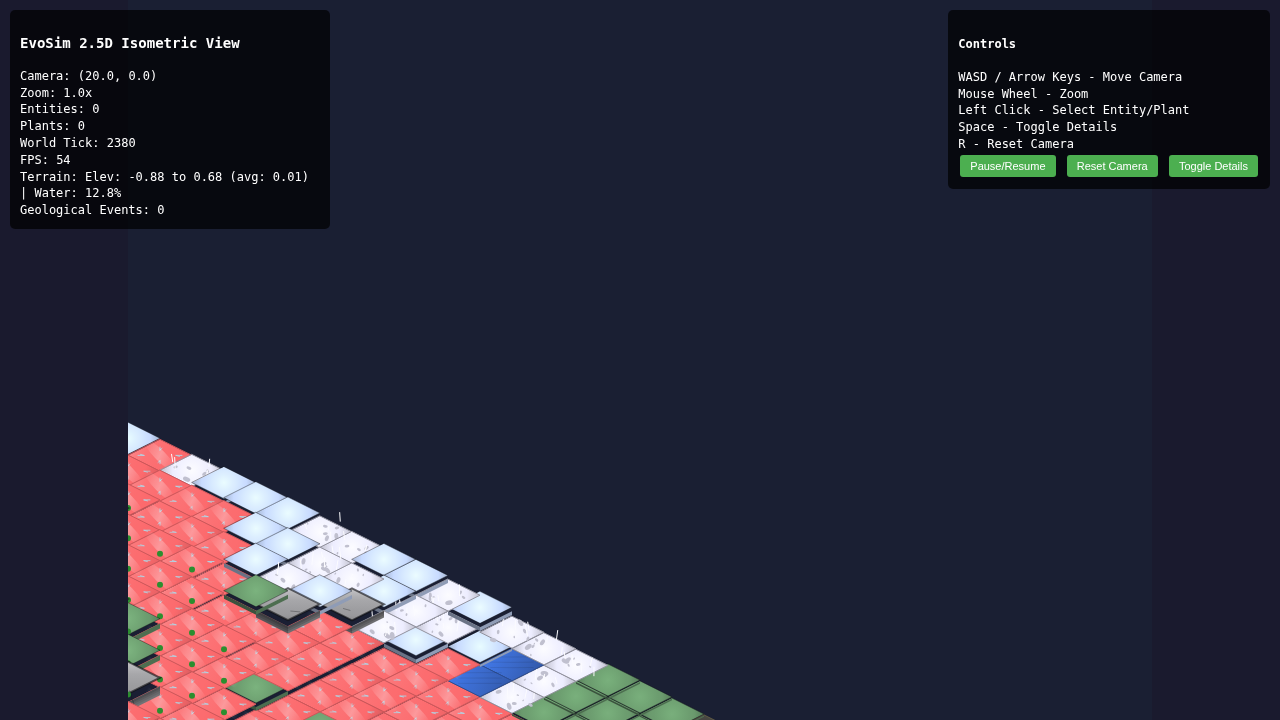 EvoSim 2.5D Isometric View
Camera: (20.0, 0.0)
Zoom: 1.0x
Entities: 0
Plants: 0
World Tick: 2380
FPS: 54
Terrain: Elev: -0.88 to 0.68 (avg: 0.01)
| Water: 12.8%
Geological Events: 0
Controls
WASD / Arrow Keys - Move Camera
Mouse Wheel - Zoom
Left Click - Select Entity/Plant
Space - Toggle Details
R - Reset Camera
Pause/Resume Reset Camera Toggle Details